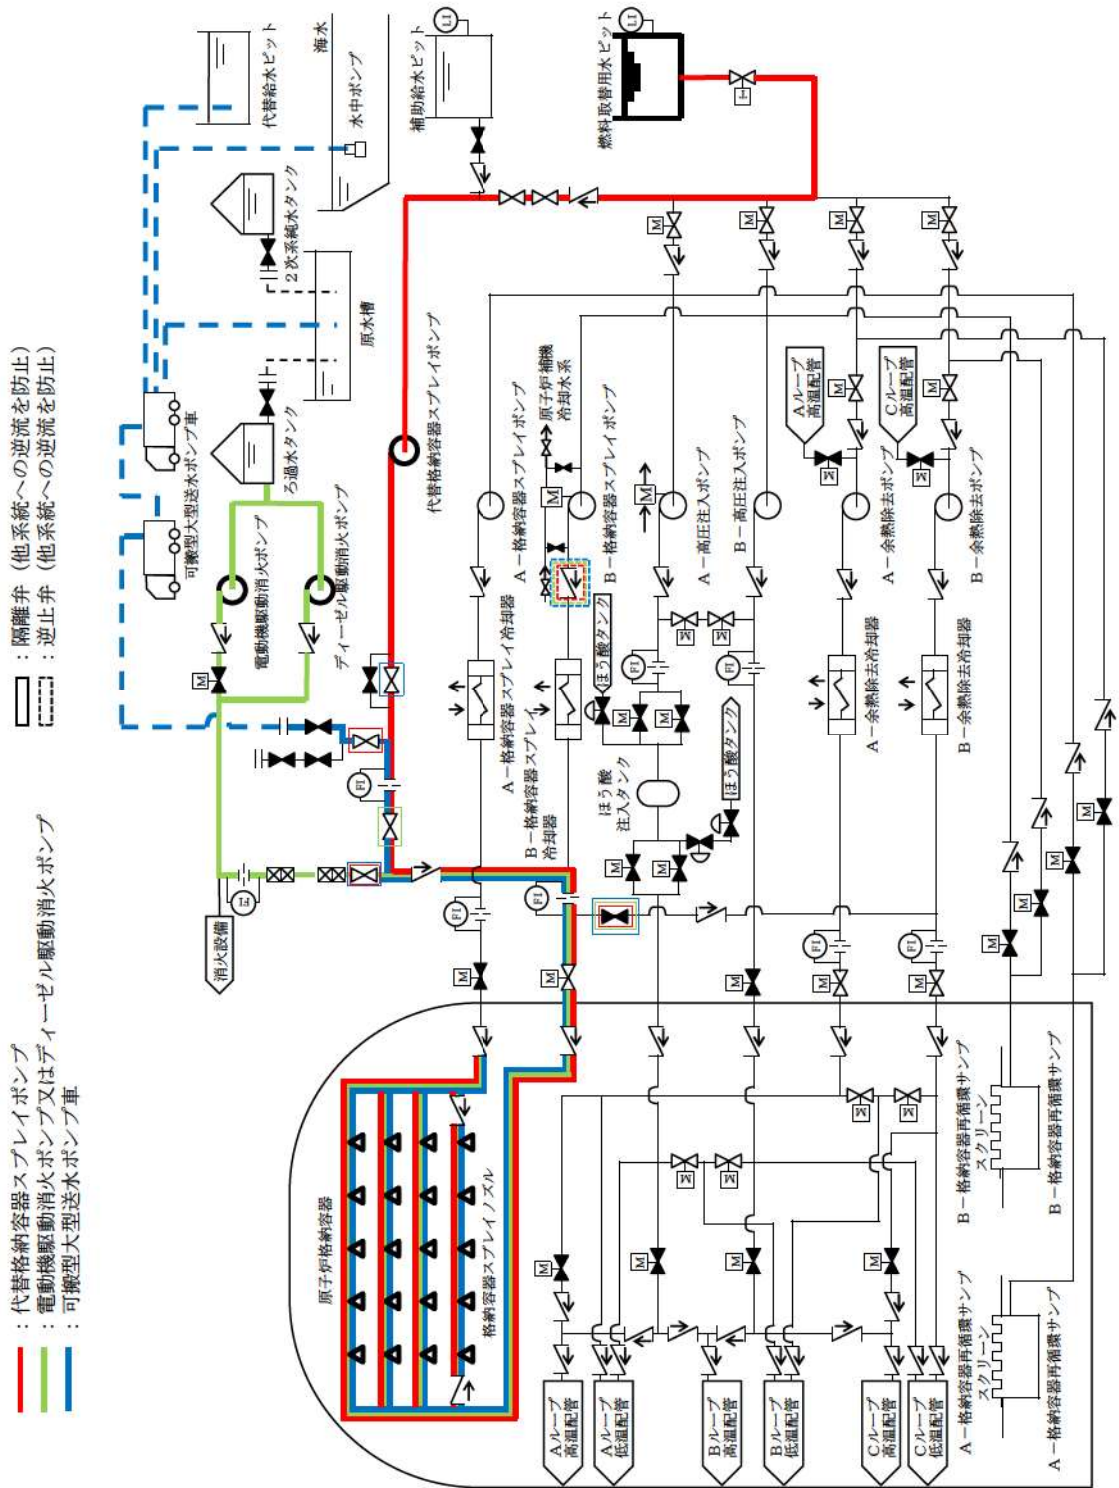 :代替格納容器スプレイポンプ
:電動機駆動消火ポンプ又はディーゼル駆動消火ポンプ
:可搬型大型送水ポンプ車
:隔離弁(他系統への逆流を防止)
:逆止弁(他系統への逆流を防止)
可搬型大型送水ポンプ車
代替給水ピット
海水
水中ポンプ
2次系純水タンク
原水槽
ろ過水タンク
電動機駆動消火ポンプ
ディーゼル駆動消火ポンプ
M
FI
FI
消火設備
FI
補助給水ピット
LI
燃料取替用水ピット
LI
I
代替格納容器スプレイポンプ
原子炉格納容器
格納容器スプレイノズル
M
FI
A-格納容器スプレイ冷却器
A-格納容器スプレイポンプ
原子炉補機
冷却水系
M
FI
B-格納容器スプレイ
冷却器
M
B-格納容器スプレイポンプ
ほう酸タンク
M
M
ほう酸
注入タンク
M
M
FI
M
M
M
A-高圧注入ポンプ
M
ほう酸タンク
M
FI
B-高圧注入ポンプ
M
M
FI
A-余熱除去冷却器
A-余熱除去ポンプ
Aループ
高温配管
M
M
M
M
FI
B-余熱除去冷却器
B-余熱除去ポンプ
Cループ
高温配管
M
M
M
M
M
M
M
M
M
M
M
Aループ
高温配管
Aループ
低温配管
Bループ
高温配管
Bループ
低温配管
Cループ
高温配管
Cループ
低温配管
A-格納容器再循環サンプ
スクリーン
A-格納容器再循環サンプ
B-格納容器再循環サンプ
スクリーン
B-格納容器再循環サンプ
M
M
M
M